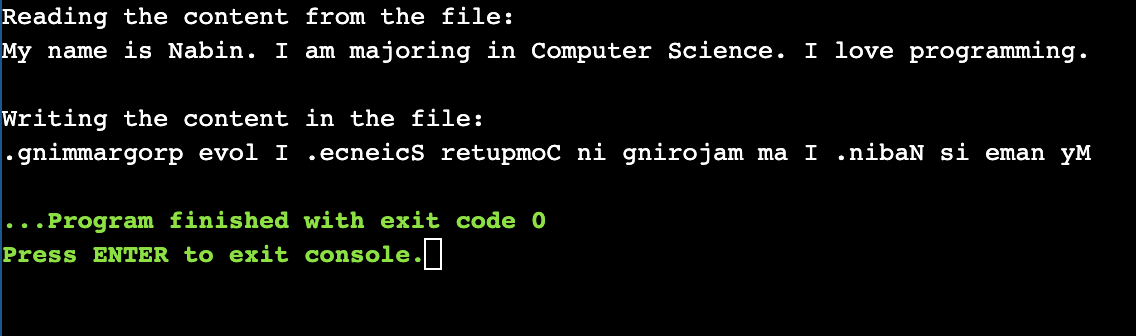 Reading the content from the file:
My name is Nabin. I am majoring in Computer Science. I love programming.
Writing the content in the file:
.gnimmargorp evol I .ecneicS retupmoC ni gnirojam ma I .nibaN si eman yM
...Program finished with exit code 0
Press ENTER to exit console.